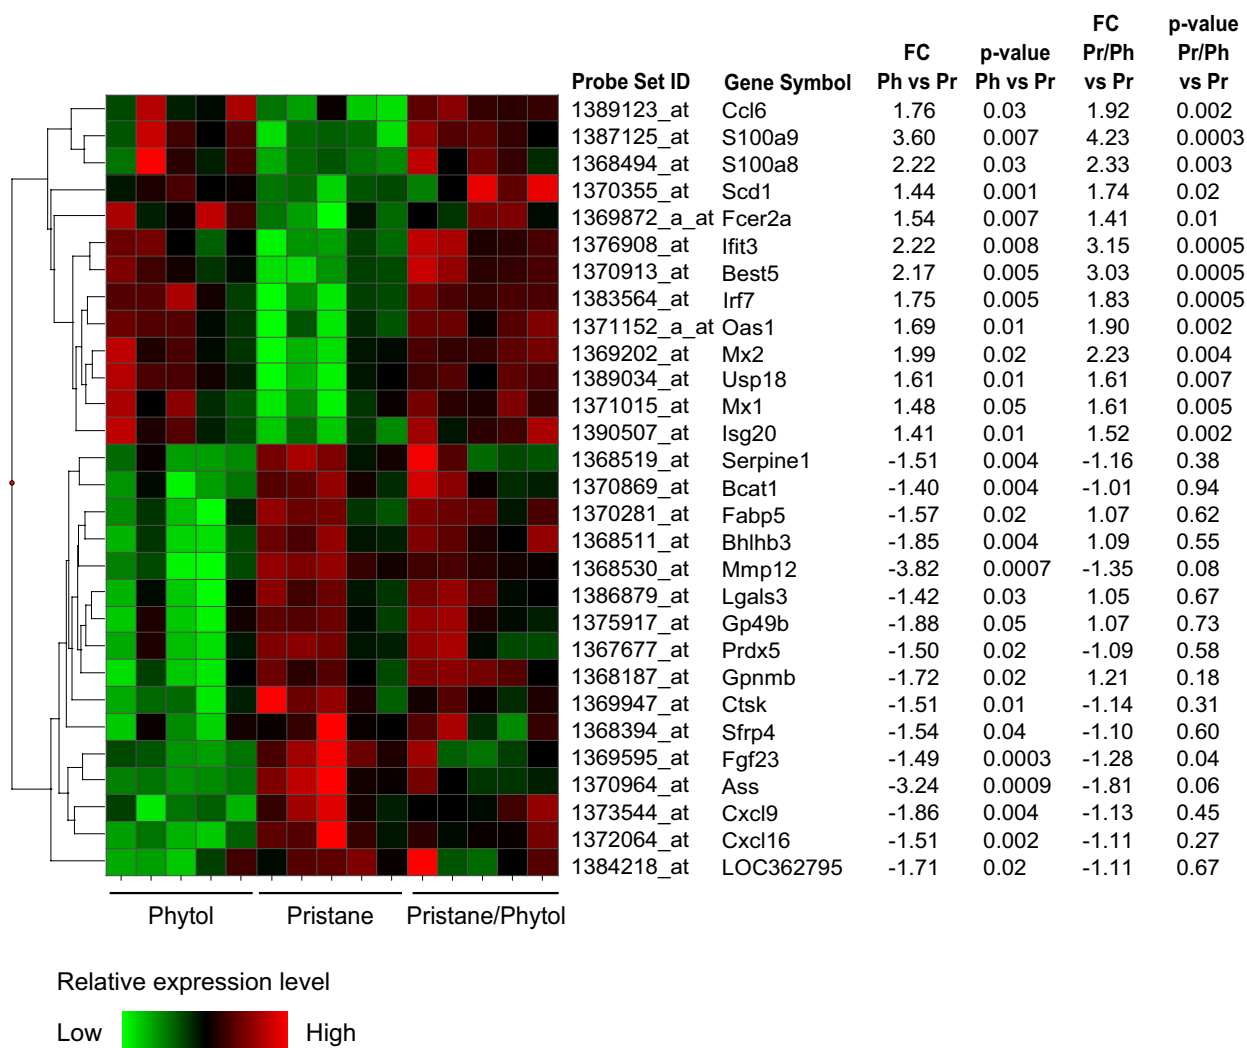 FC p-value
FC p-value Pr/Ph Pr/Ph
Probe Set ID Gene Symbol Ph vs Pr Ph vs Pr vs Pr vs Pr
1389123_at Ccl6 1.76 0.03 1.92 0.002
1387125_at S100a9 3.60 0.007 4.23 0.0003
1368494_at S100a8 2.22 0.03 2.33 0.003
1370355_at Scd1 1.44 0.001 1.74 0.02
1369872_a_at Fcer2a 1.54 0.007 1.41 0.01
1376908_at Ifit3 2.22 0.008 3.15 0.0005
1370913_at Best5 2.17 0.005 3.03 0.0005
1383564_at Irf7 1.75 0.005 1.83 0.0005
1371152_a_at Oas1 1.69 0.01 1.90 0.002
1369202_at Mx2 1.99 0.02 2.23 0.004
1389034_at Usp18 1.61 0.01 1.61 0.007
1371015_at Mx1 1.48 0.05 1.61 0.005
1390507_at Isg20 1.41 0.01 1.52 0.002
1368519_at Serpine1 -1.51 0.004 -1.16 0.38
1370869_at Bcat1 -1.40 0.004 -1.01 0.94
1370281_at Fabp5 -1.57 0.02 1.07 0.62
1368511_at Bhlhb3 -1.85 0.004 1.09 0.55
1368530_at Mmp12 -3.82 0.0007 -1.35 0.08
1386879_at Lgals3 -1.42 0.03 1.05 0.67
1375917_at Gp49b -1.88 0.05 1.07 0.73
1367677_at Prdx5 -1.50 0.02 -1.09 0.58
1368187_at Gpnmb -1.72 0.02 1.21 0.18
1369947_at Ctsk -1.51 0.01 -1.14 0.31
1368394_at Sfrp4 -1.54 0.04 -1.10 0.60
1369595_at Fgf23 -1.49 0.0003 -1.28 0.04
1370964_at Ass -3.24 0.0009 -1.81 0.06
1373544_at Cxcl9 -1.86 0.004 -1.13 0.45
1372064_at Cxcl16 -1.51 0.002 -1.11 0.27
1384218_at LOC362795 -1.71 0.02 -1.11 0.67
Phytol Pristane Pristane/Phytol
Relative expression level
Low High